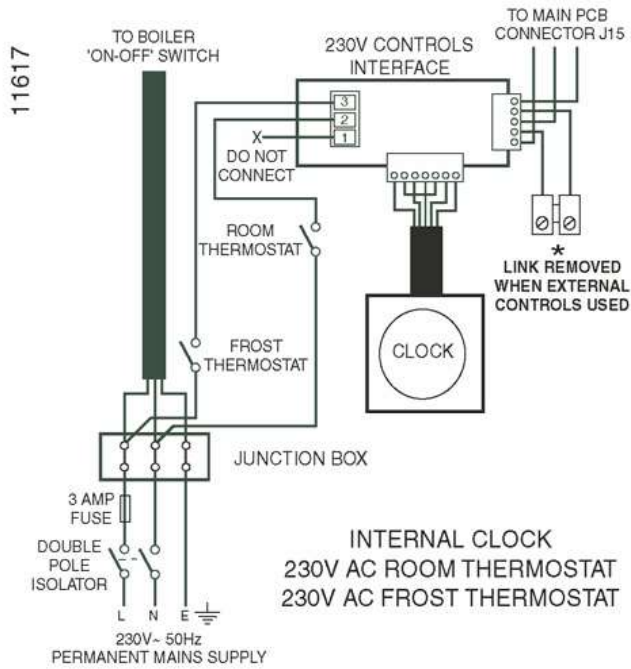 11617
TO BOILER
'ON-OFF' SWITCH
230V CONTROLS
INTERFACE
TO MAIN PCB
CONNECTOR J15
3
2
1
X
DO NOT
CONNECT
ROOM
THERMOSTAT
*
LINK REMOVED
WHEN EXTERNAL
CONTROLS USED
FROST
THERMOSTAT
CLOCK
JUNCTION BOX
3 AMP
FUSE
DOUBLE
POLE
ISOLATOR
L N E
230V~ 50Hz
PERMANENT MAINS SUPPLY
INTERNAL CLOCK
230V AC ROOM THERMOSTAT
230V AC FROST THERMOSTAT